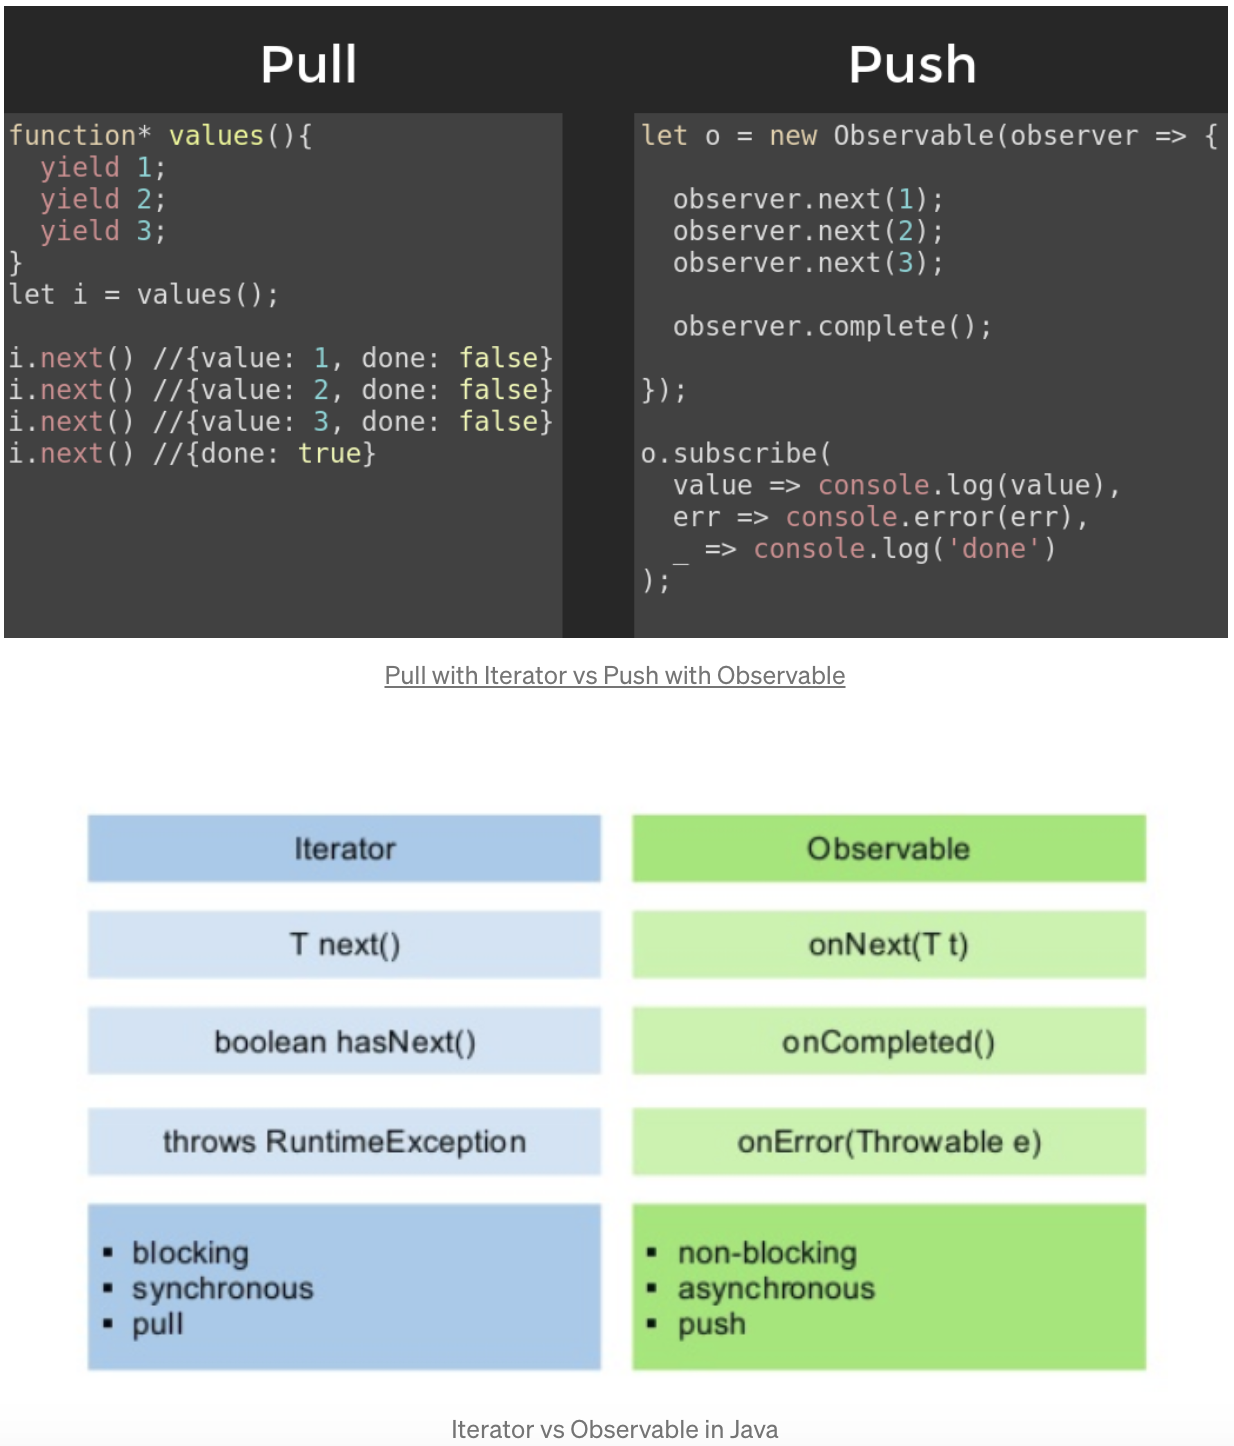 Pull
function* values(){
  yield 1;
  yield 2;
  yield 3;
}
let i = values();
i.next() //{value: 1, done: false}
i.next() //{value: 2, done: false}
i.next() //{value: 3, done: false}
i.next() //{done: true}
Push
let o = new Observable(observer => {
  observer.next(1);
  observer.next(2);
  observer.next(3);
  observer.complete();
});
o.subscribe(
  value => console.log(value),
  err => console.error(err),
  _ => console.log('done')
);
Pull with Iterator vs Push with Observable
Iterator
Observable
T next()
onNext(T t)
boolean hasNext()
onCompleted()
throws RuntimeException
onError(Throwable e)
▪ blocking
▪ synchronous
▪ pull
▪ non-blocking
▪ asynchronous
▪ push
Iterator vs Observable in Java